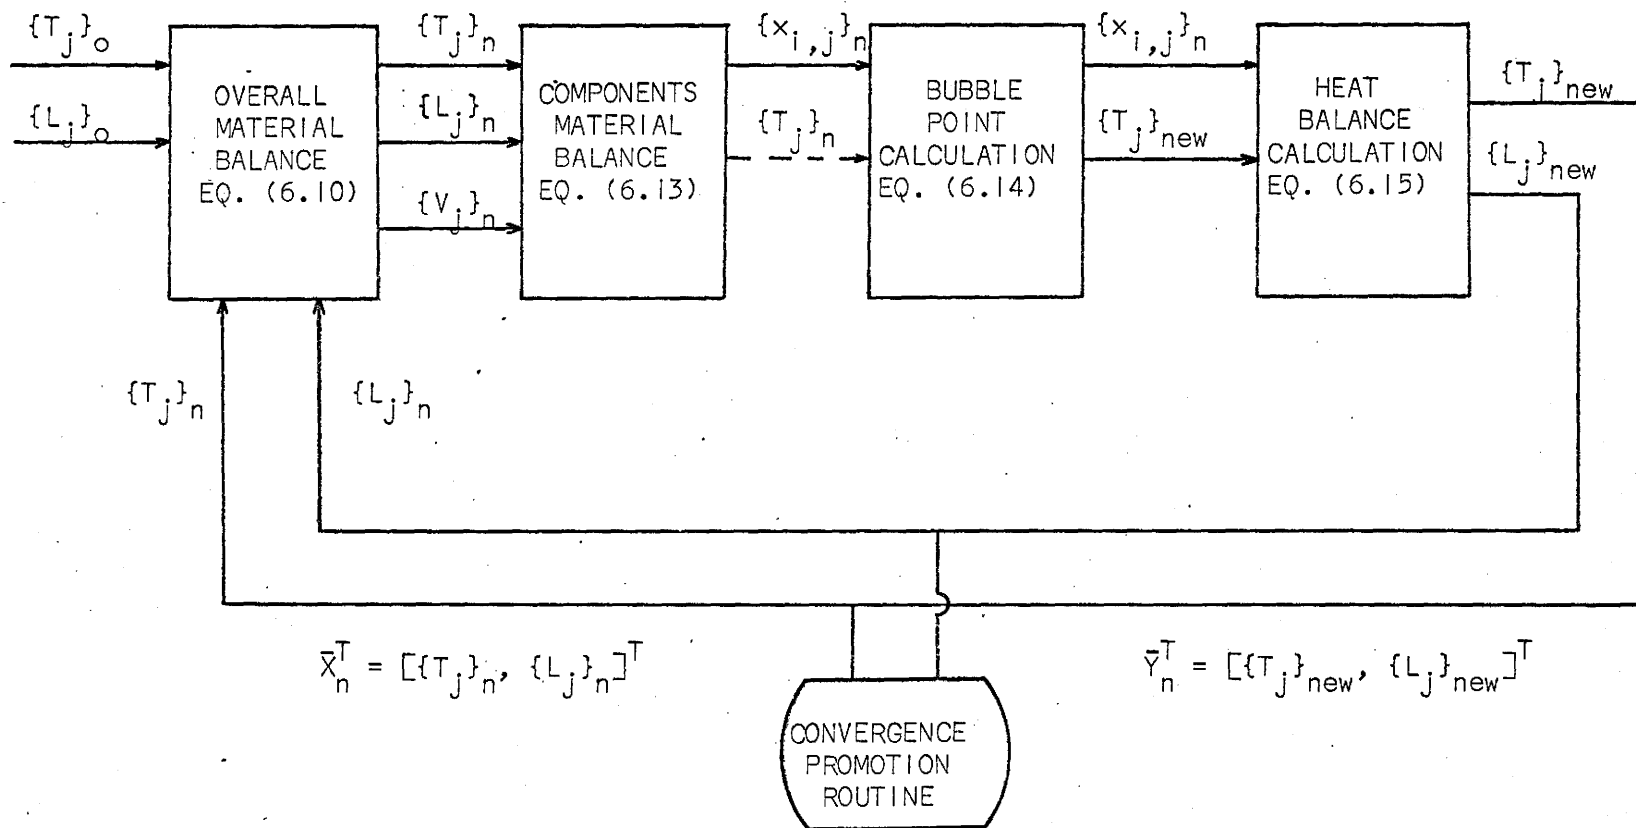 {T_j}_o
{L_j}_o
OVERALL
MATERIAL
BALANCE
EQ. (6.10)
{T_j}_n
{L_j}_n
{V_j}_n
COMPONENTS
MATERIAL
BALANCE
EQ. (6.13)
{x_i,j}_n
{T_j}_n
BUBBLE
POINT
CALCULATION
EQ. (6.14)
{x_i,j}_n
{T_j}_new
HEAT
BALANCE
CALCULATION
EQ. (6.15)
{T_j}_new
{L_j}_new
{T_j}_n
{L_j}_n
X̄_n^T = [{T_j}_n, {L_j}_n]^T
Ȳ_n^T = [{T_j}_new, {L_j}_new]^T
CONVERGENCE
PROMOTION
ROUTINE